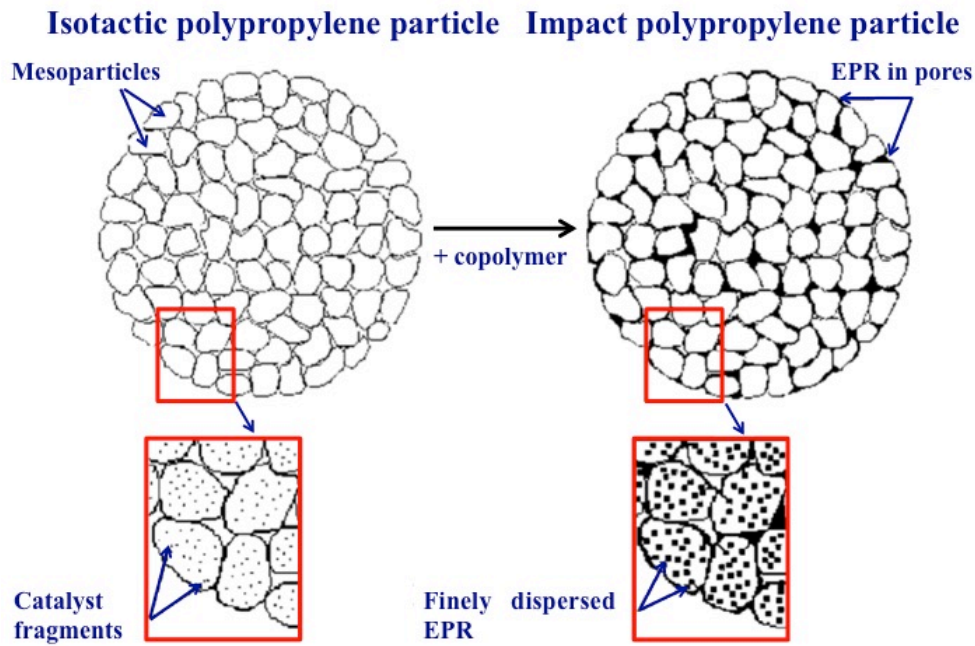 Isotactic polypropylene particle
Impact polypropylene particle
Mesoparticles
EPR in pores
+ copolymer
Catalyst
fragments
Finely dispersed
EPR